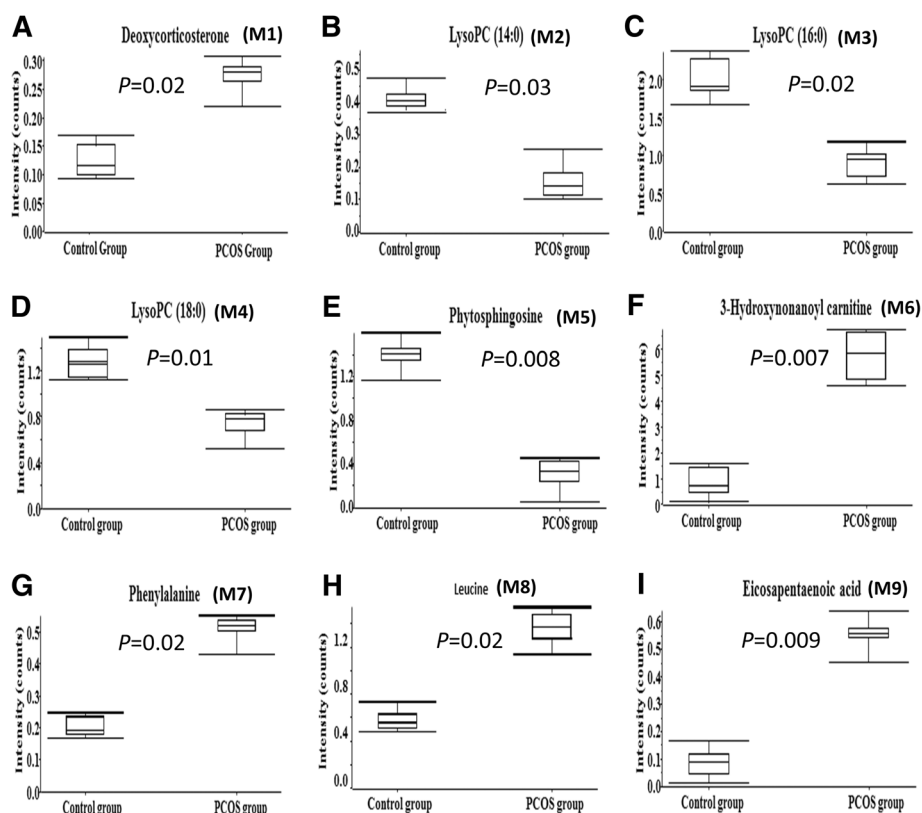 A
Deoxycorticosterone (M1)
P=0.02
Intensity (counts)
0.30
0.25
0.20
0.15
0.10
0.05
0.00
Control Group
PCOS Group
B
LysoPC (14:0) (M2)
P=0.03
Intensity (counts)
0.5
0.4
0.3
0.2
0.1
0.0
Control group
PCOS group
C
LysoPC (16:0) (M3)
P=0.02
Intensity (counts)
2.0
1.5
1.0
0.5
0.0
Control group
PCOS group
D
LysoPC (18:0) (M4)
P=0.01
Intensity (counts)
1.2
0.8
0.4
0.0
Control group
PCOS group
E
Phytosphingosine (M5)
P=0.008
Intensity (counts)
1.2
0.8
0.4
0.0
Control group
PCOS group
F
3-Hydroxynonanoyl carnitine (M6)
P=0.007
Intensity (counts)
6
5
4
3
2
1
0
Control group
PCOS group
G
Phenylalanine (M7)
P=0.02
Intensity (counts)
0.5
0.4
0.3
0.2
0.1
0.0
Control group
PCOS group
H
Leucine (M8)
P=0.02
Intensity (counts)
1.2
0.8
0.4
0.0
Control group
PCOS group
I
Eicosapentaenoic acid (M9)
P=0.009
Intensity (counts)
0.6
0.5
0.4
0.3
0.2
0.1
0.0
Control group
PCOS group